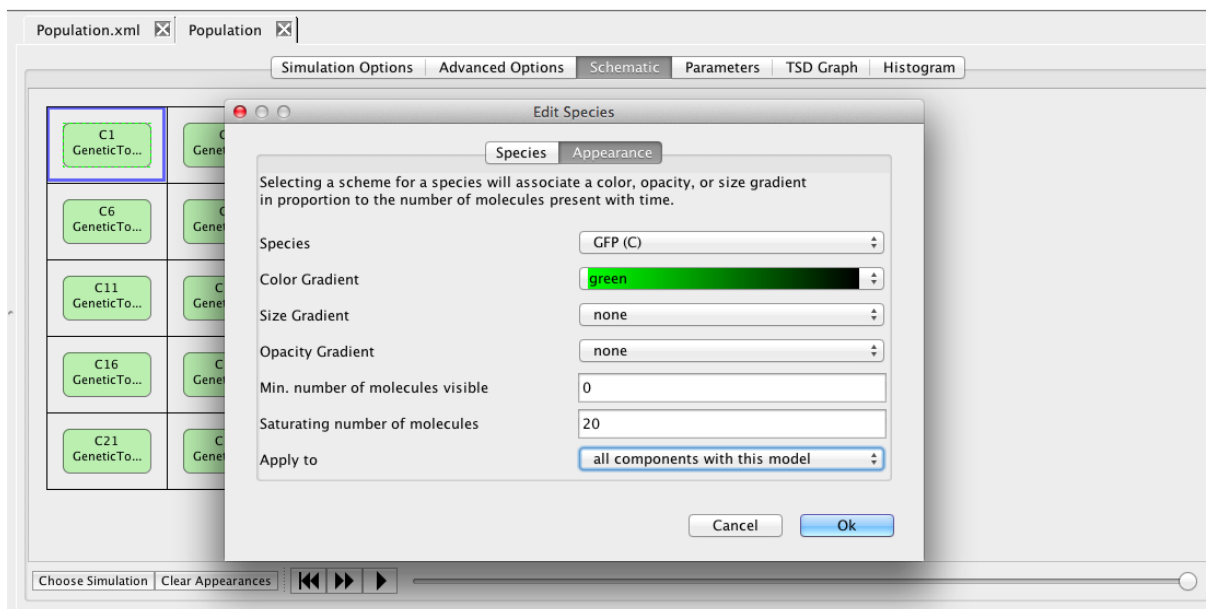 Population.xml
Population
Simulation Options
Advanced Options
Schematic
Parameters
TSD Graph
Histogram
C1
GeneticTo...
C6
GeneticTo...
C11
GeneticTo...
C16
GeneticTo...
C21
GeneticTo...
Edit Species
Species
Appearance
Selecting a scheme for a species will associate a color, opacity, or size gradient
in proportion to the number of molecules present with time.
Species
GFP (C)
Color Gradient
green
Size Gradient
none
Opacity Gradient
none
Min. number of molecules visible
0
Saturating number of molecules
20
Apply to
all components with this model
Cancel
Ok
Choose Simulation
Clear Appearances